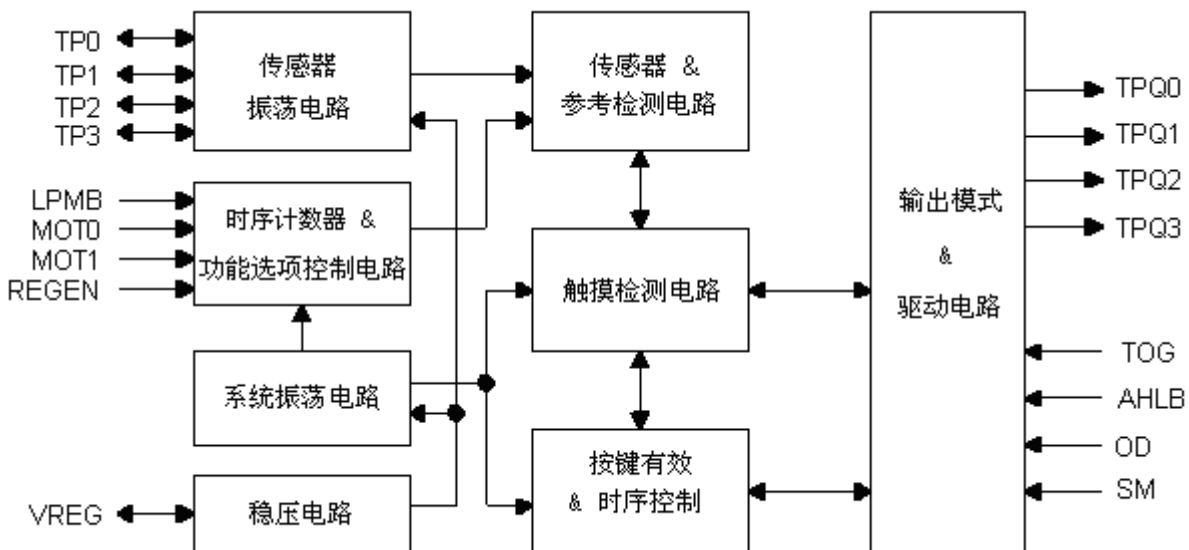 TP0
TP1
TP2
TP3
传感器
振荡电路
传感器 &
参考检测电路
LPMB
MOT0
MOT1
REGEN
时序计数器 &
功能选项控制电路
触摸检测电路
系统振荡电路
按键有效
& 时序控制
VREG
稳压电路
输出模式
&
驱动电路
TPQ0
TPQ1
TPQ2
TPQ3
TOG
AHLB
OD
SM